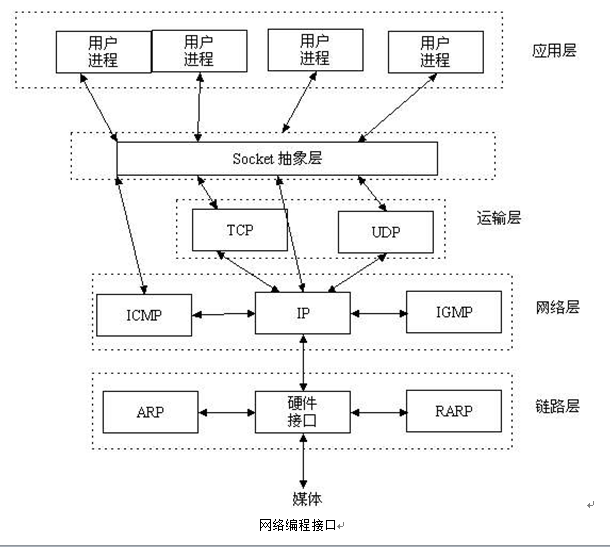 用户
进程
用户
进程
用户
进程
用户
进程
应用层
Socket 抽象层
TCP
UDP
运输层
ICMP
IP
IGMP
网络层
ARP
硬件
接口
RARP
链路层
媒体
网络编程接口